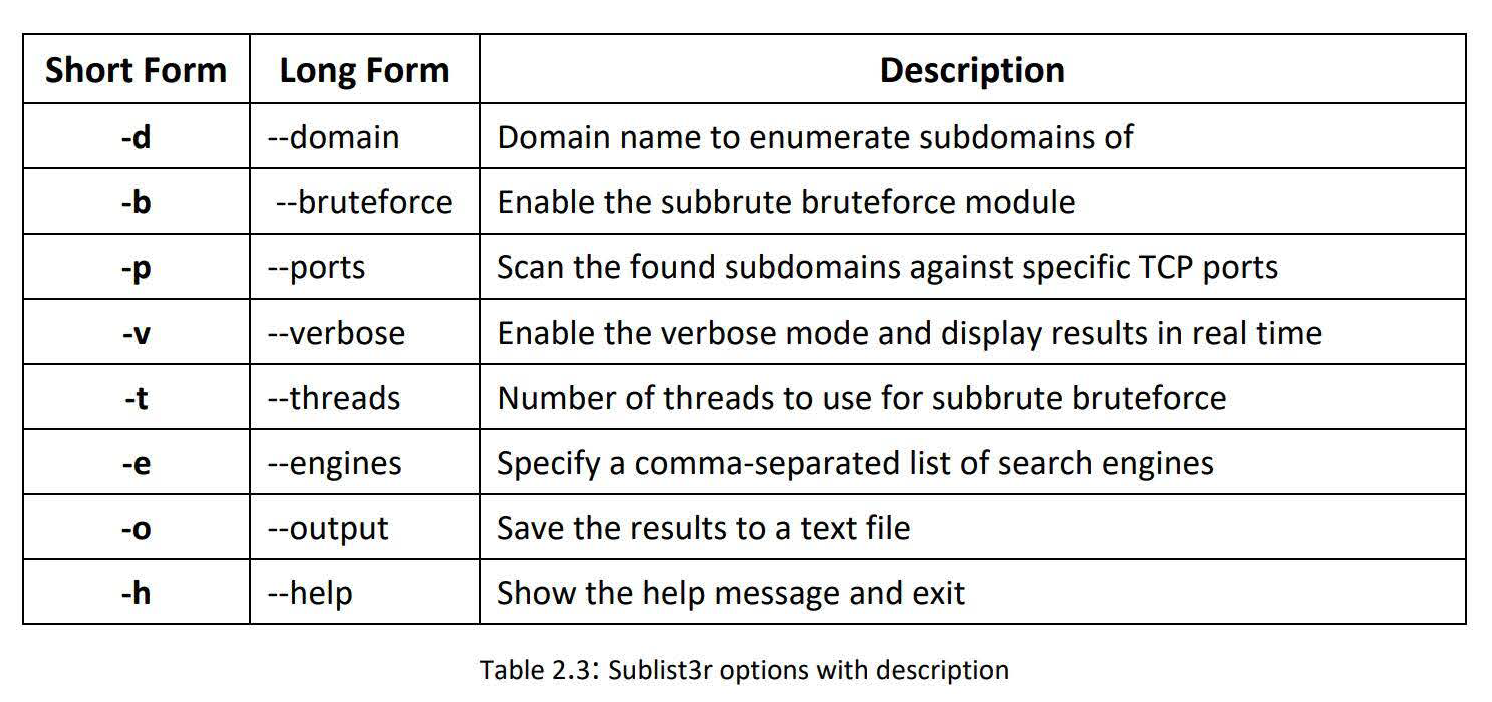 Short Form Long Form Description
-d --domain Domain name to enumerate subdomains of
-b --bruteforce Enable the subbrute bruteforce module
-p --ports Scan the found subdomains against specific TCP ports
-v --verbose Enable the verbose mode and display results in real time
-t --threads Number of threads to use for subbrute bruteforce
-e --engines Specify a comma-separated list of search engines
-o --output Save the results to a text file
-h --help Show the help message and exit
Table 2.3: Sublist3r options with description